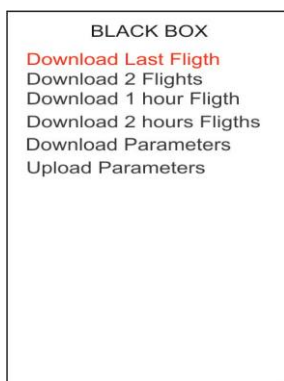 BLACK BOX
Download Last Fligth
Download 2 Flights
Download 1 hour Fligth
Download 2 hours Fligths
Download Parameters
Upload Parameters